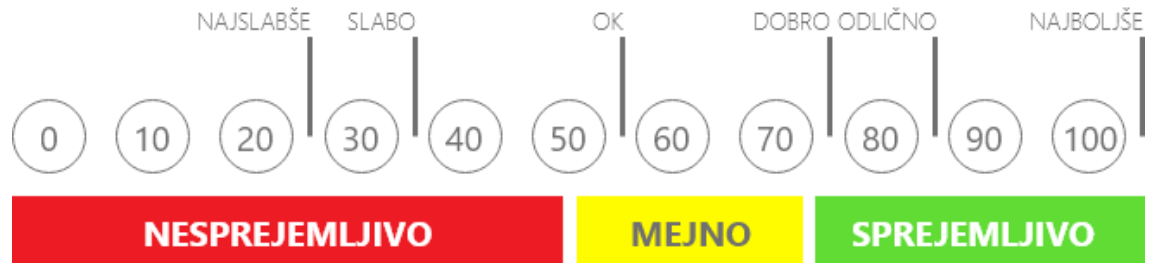 NAJSLABŠE SLABO OK DOBRO ODLIČNO NAJBOLJŠE
0 10 20 30 40 50 60 70 80 90 100
NESPREJEMLJIVO MEJNO SPREJEMLJIVO